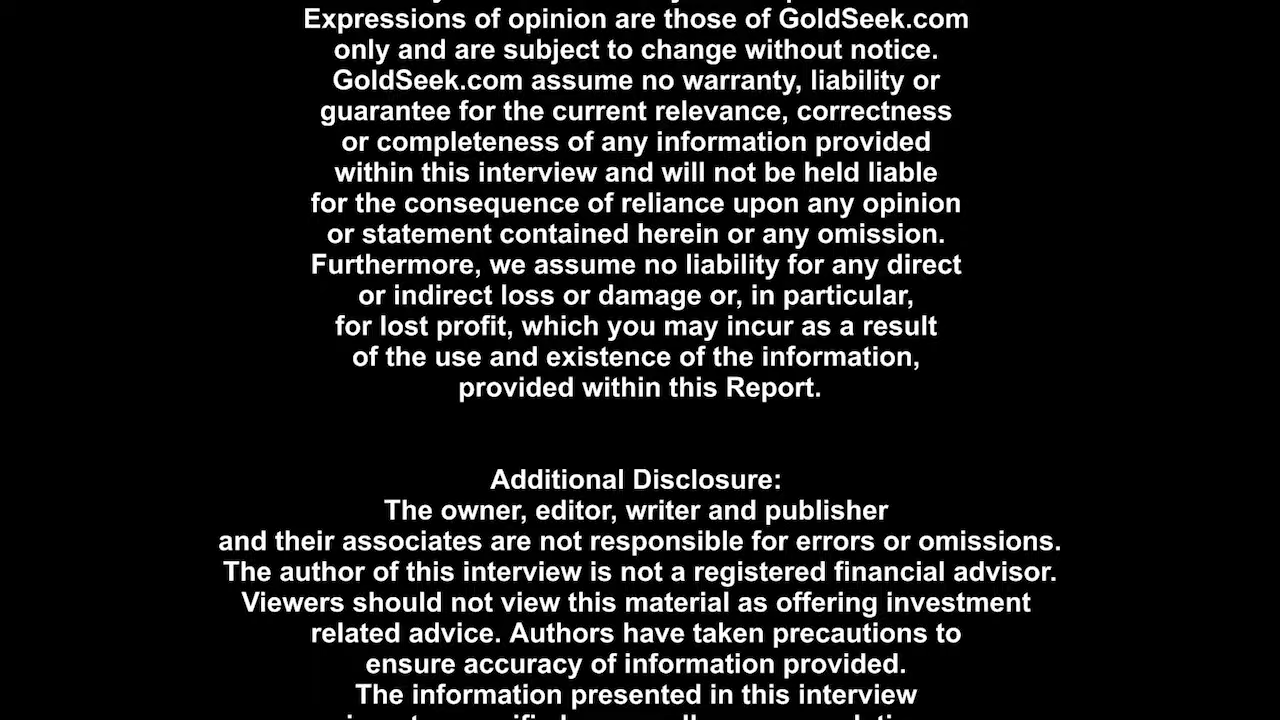 Expressions of opinion are those of GoldSeek.com
only and are subject to change without notice.
GoldSeek.com assume no warranty, liability or
guarantee for the current relevance, correctness
or completeness of any information provided
within this interview and will not be held liable
for the consequence of reliance upon any opinion
or statement contained herein or any omission.
Furthermore, we assume no liability for any direct
or indirect loss or damage or, in particular,
for lost profit, which you may incur as a result
of the use and existence of the information,
provided within this Report.
Additional Disclosure:
The owner, editor, writer and publisher
and their associates are not responsible for errors or omissions.
The author of this interview is not a registered financial advisor.
Viewers should not view this material as offering investment
related advice. Authors have taken precautions to
ensure accuracy of information provided.
The information presented in this interview